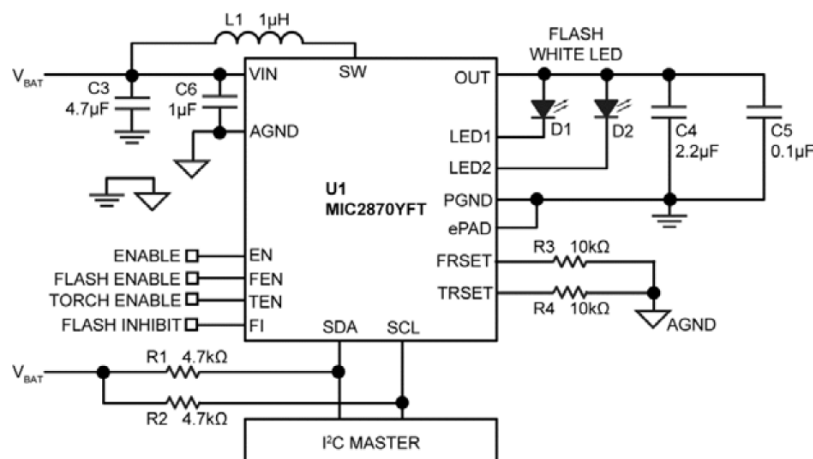 L1 1µH
FLASH
WHITE LED
V_BAT
VIN
SW
OUT
C3
4.7µF
C6
1µF
AGND
D1
D2
C4
2.2µF
C5
0.1µF
LED1
LED2
U1
MIC2870YFT
PGND
ePAD
ENABLE
EN
FLASH ENABLE
FEN
TORCH ENABLE
TEN
FLASH INHIBIT
FI
FRSET
R3 10kΩ
TRSET
R4 10kΩ
AGND
SDA
SCL
V_BAT
R1 4.7kΩ
R2 4.7kΩ
I²C MASTER